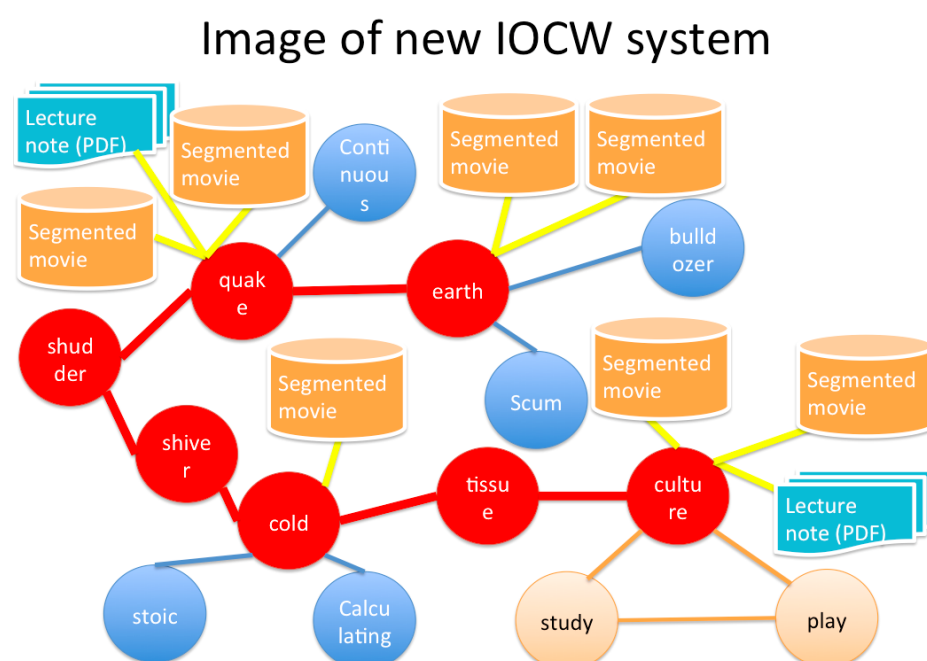 Image of new IOCW system
Lecture
note (PDF)
Segmented
movie
Conti
nuou
s
Segmented
movie
Segmented
movie
Segmented
movie
bulld
ozer
quak
e
earth
shud
der
Segmented
movie
Scum
Segmented
movie
Segmented
movie
shive
r
cold
tissu
e
cultu
re
Lecture
note (PDF)
stoic
Calcu
lating
study
play